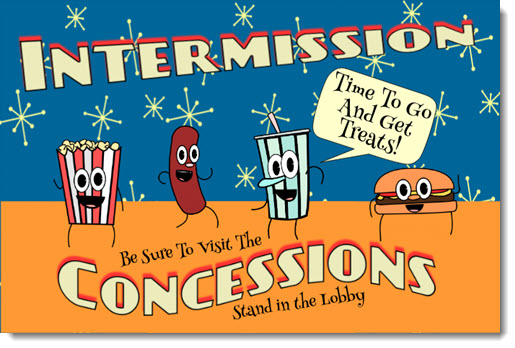 Intermission
Time To Go
And Get
Treats!
Be Sure To Visit The
Concessions
Stand in the Lobby